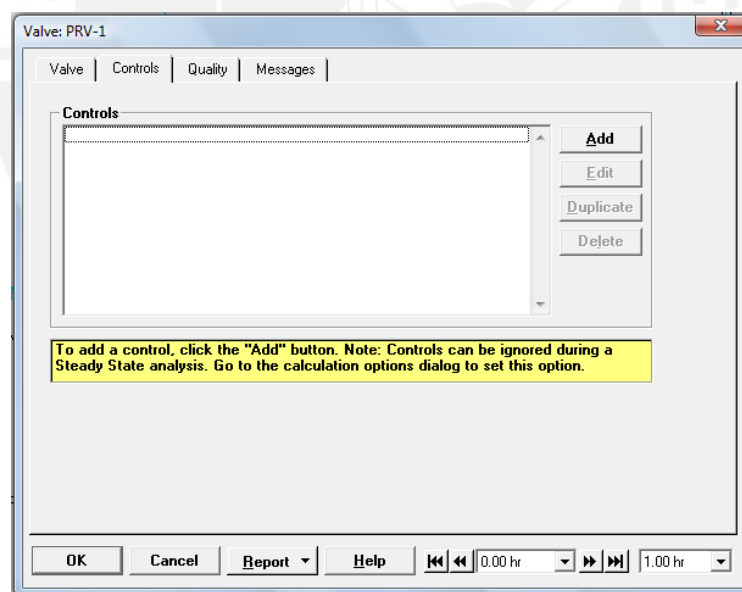 Valve: PRV-1
Valve Controls Quality Messages
Controls
Add
Edit
Duplicate
Delete
To add a control, click the "Add" button. Note: Controls can be ignored during a
Steady State analysis. Go to the calculation options dialog to set this option.
OK Cancel Report Help 0.00 hr 1.00 hr